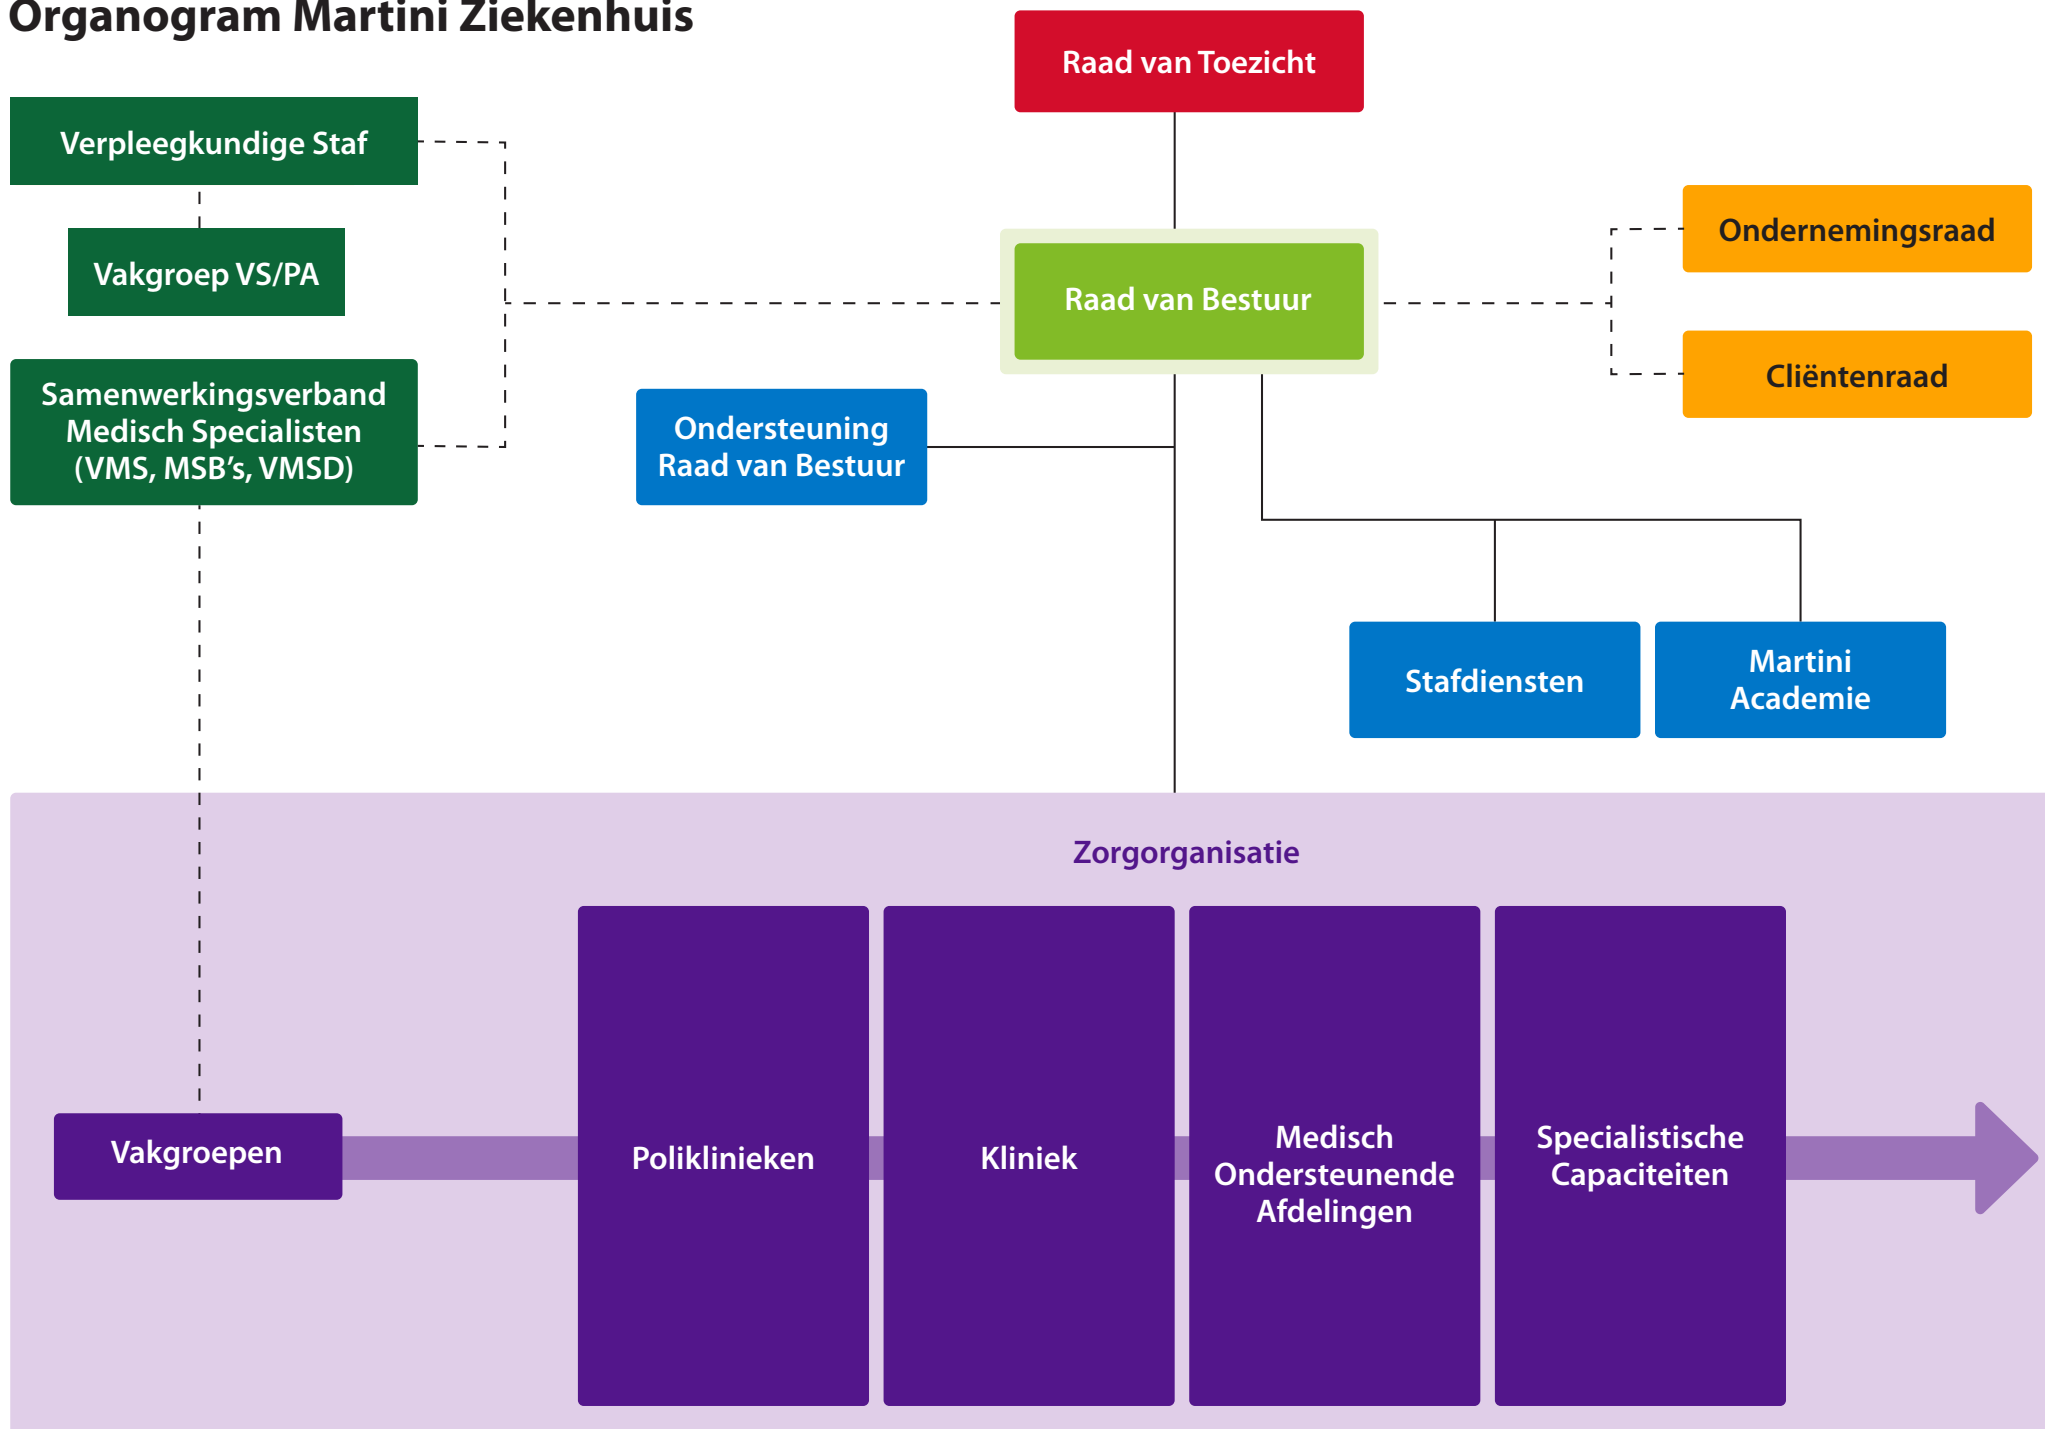 Organogram Martini Ziekenhuis
Raad van Toezicht
Verpleegkundige Staf
Vakgroep VS/PA
Samenwerkingsverband
Medisch Specialisten
(VMS, MSB’s, VMSD)
Raad van Bestuur
Ondernemingsraad
Cliëntenraad
Ondersteuning
Raad van Bestuur
Stafdiensten
Martini
Academie
Zorgorganisatie
Vakgroepen
Poliklinieken
Kliniek
Medisch
Ondersteunende
Afdelingen
Specialistische
Capaciteiten